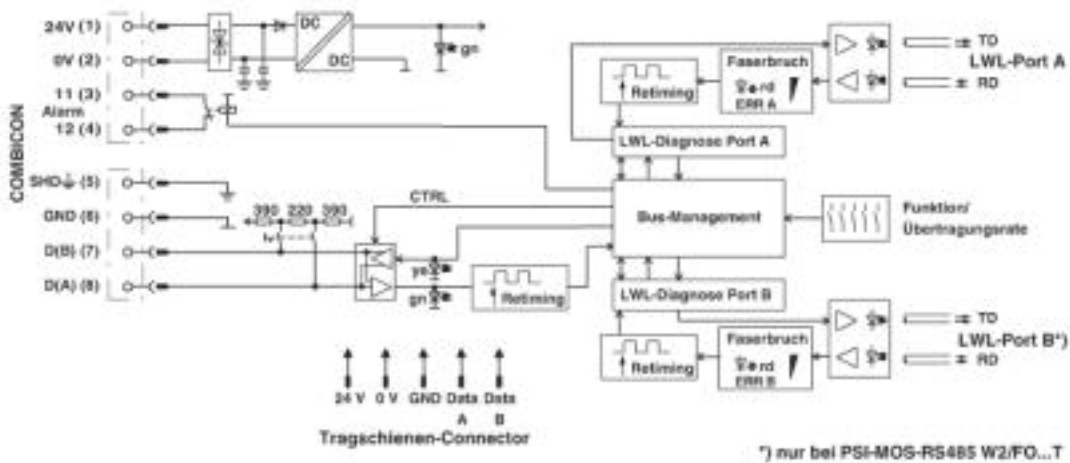 COMBICON
24V (1)
0V (2)
11 (3)
Alarm
12 (4)
SHD (5)
GND (6)
D(B) (7)
D(A) (8)
DC
DC
gn
390 220 390
CTRL
ye
gn
Retiming
Retiming
Faserbruch
rd
ERR A
TD
LWL-Port A
RD
LWL-Diagnose Port A
Bus-Management
Funktion/
Übertragungsrate
LWL-Diagnose Port B
Retiming
Faserbruch
rd
ERR B
TD
LWL-Port B*)
RD
24 V 0 V GND Data Data
A B
Tragschienen-Connector
*) nur bei PSI-MOS-RS485 W2/FO...T